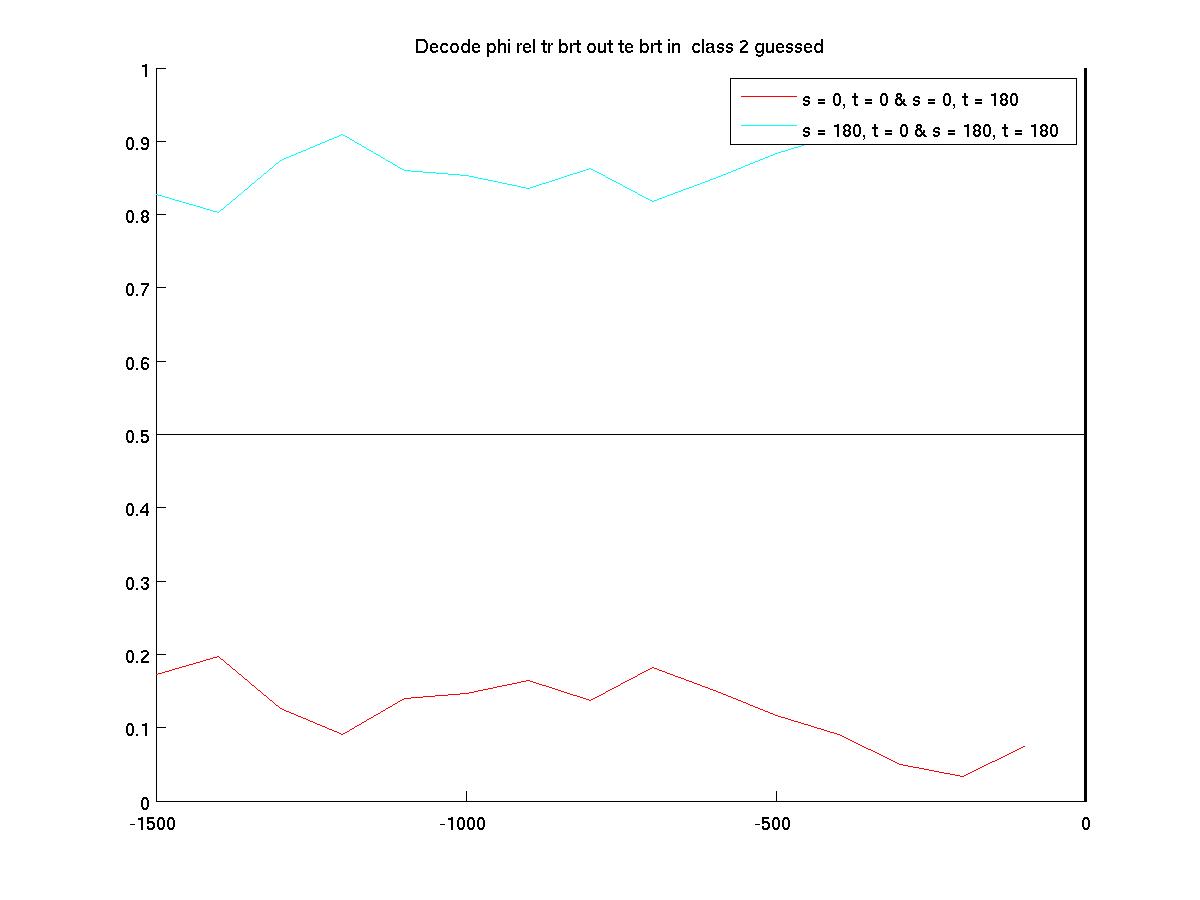 Decode phi rel tr brt out te brt in  class 2 guessed
1
s = 0, t = 0 & s = 0, t = 180
s = 180, t = 0 & s = 180, t = 180
0.9
0.8
0.7
0.6
0.5
0.4
0.3
0.2
0.1
0
-1500 -1000 -500 0